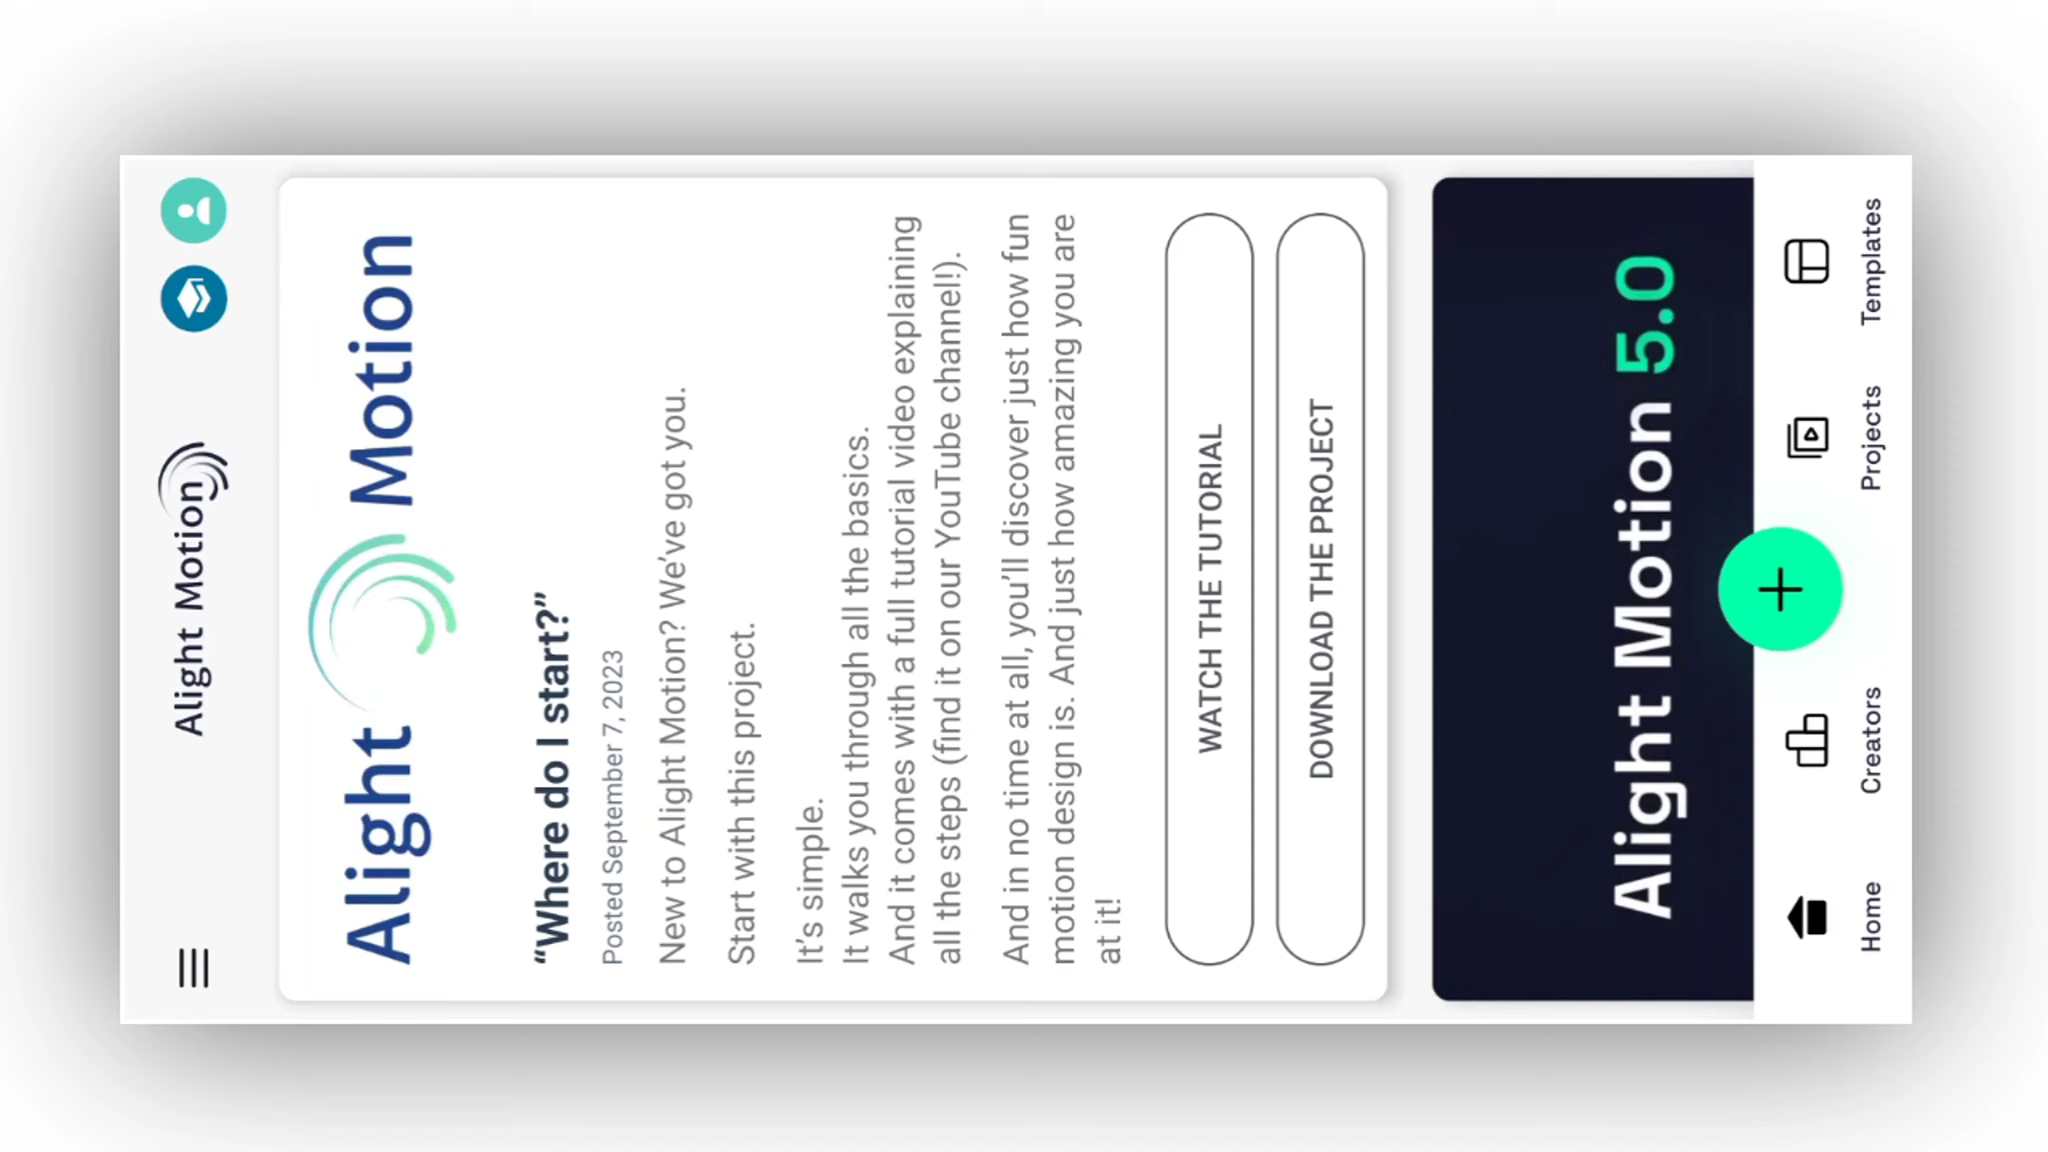 Alight Motion
Alight Motion
“Where do I start?”
Posted September 7, 2023
New to Alight Motion? We’ve got you.
Start with this project.
It’s simple.
It walks you through all the basics.
And it comes with a full tutorial video explaining
all the steps (find it on our YouTube channel!).
And in no time at all, you’ll discover just how fun
motion design is. And just how amazing you are
at it!
WATCH THE TUTORIAL
DOWNLOAD THE PROJECT
Alight Motion 5.0
Home
Creators
Projects
Templates